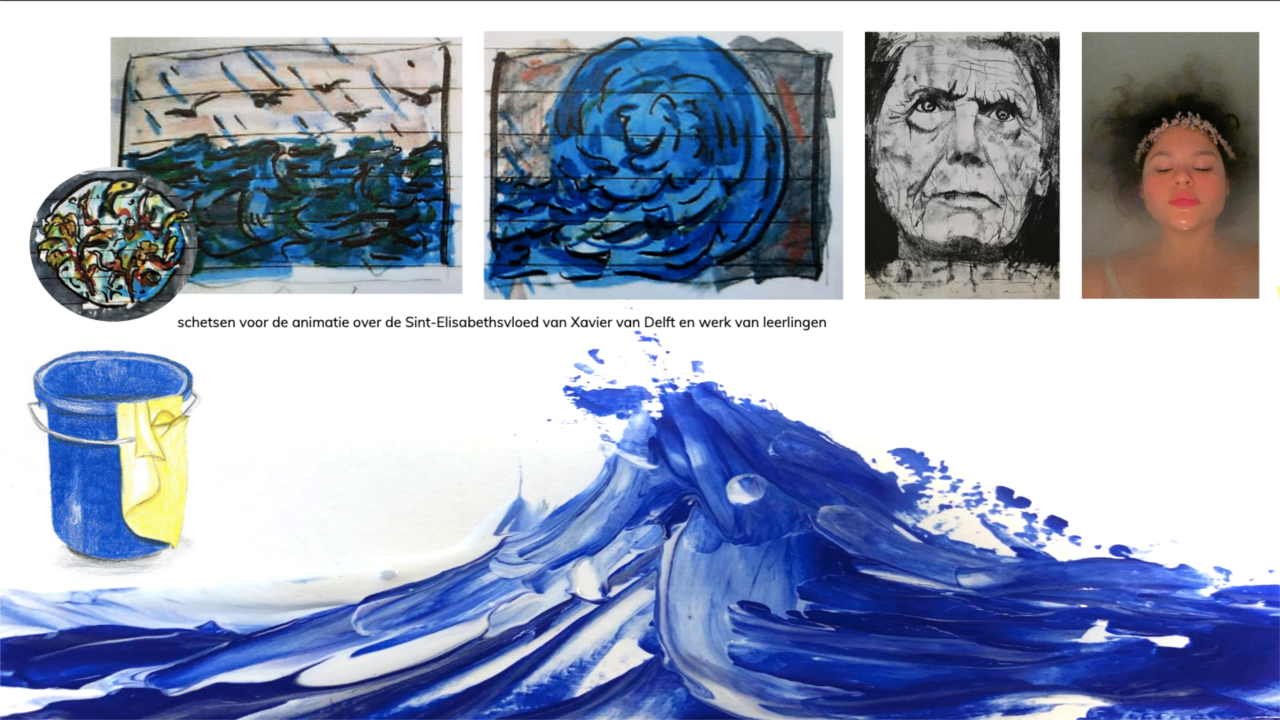 schetsen voor de animatie over de Sint-Elisabethsvloed van Xavier van Delft en werk van leerlingen